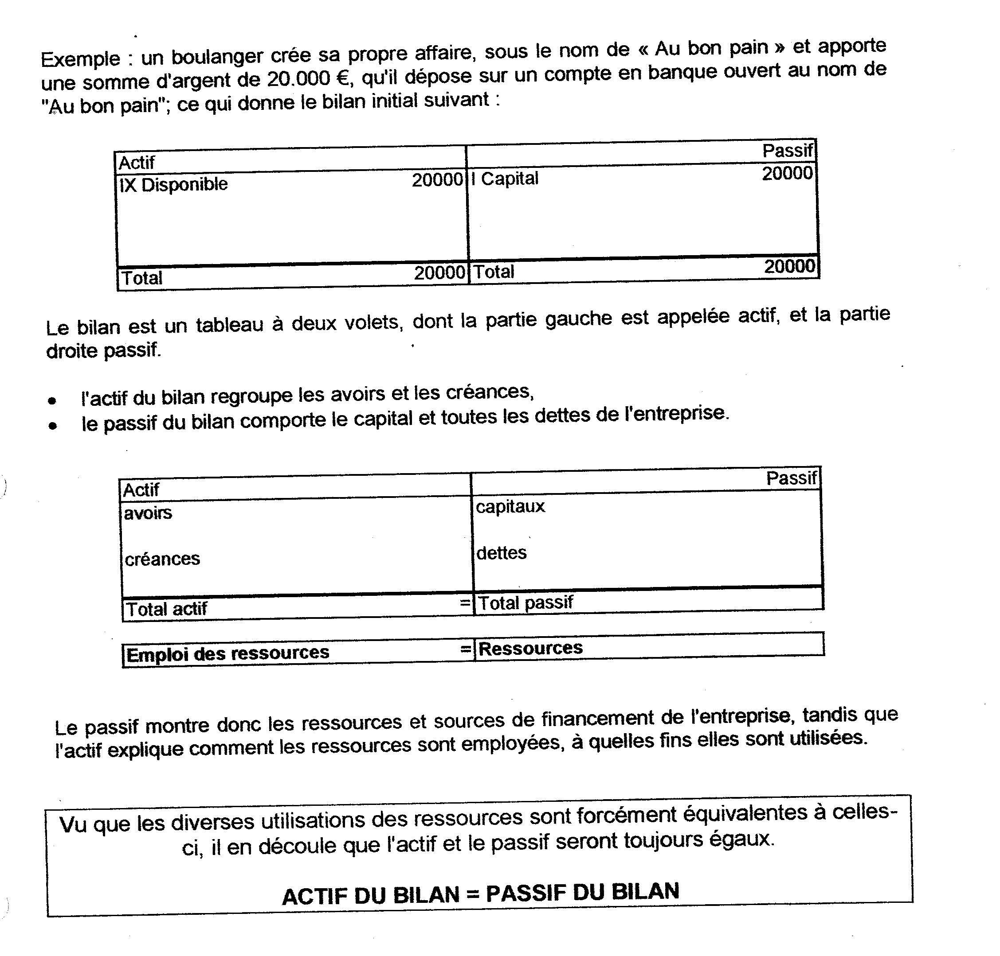 Exemple : un boulanger crée sa propre affaire, sous le nom de « Au bon pain » et apporte
une somme d'argent de 20.000 €, qu'il dépose sur un compte en banque ouvert au nom de
"Au bon pain"; ce qui donne le bilan initial suivant :
Actif Passif
IX Disponible 20000 I Capital 20000
Total 20000 Total 20000
Le bilan est un tableau à deux volets, dont la partie gauche est appelée actif, et la partie
droite passif.
• l'actif du bilan regroupe les avoirs et les créances,
• le passif du bilan comporte le capital et toutes les dettes de l'entreprise.
Actif Passif
avoirs capitaux
créances dettes
Total actif = Total passif
Emploi des ressources = Ressources
Le passif montre donc les ressources et sources de financement de l'entreprise, tandis que
l'actif explique comment les ressources sont employées, à quelles fins elles sont utilisées.
Vu que les diverses utilisations des ressources sont forcément équivalentes à celles-
ci, il en découle que l'actif et le passif seront toujours égaux.
ACTIF DU BILAN = PASSIF DU BILAN